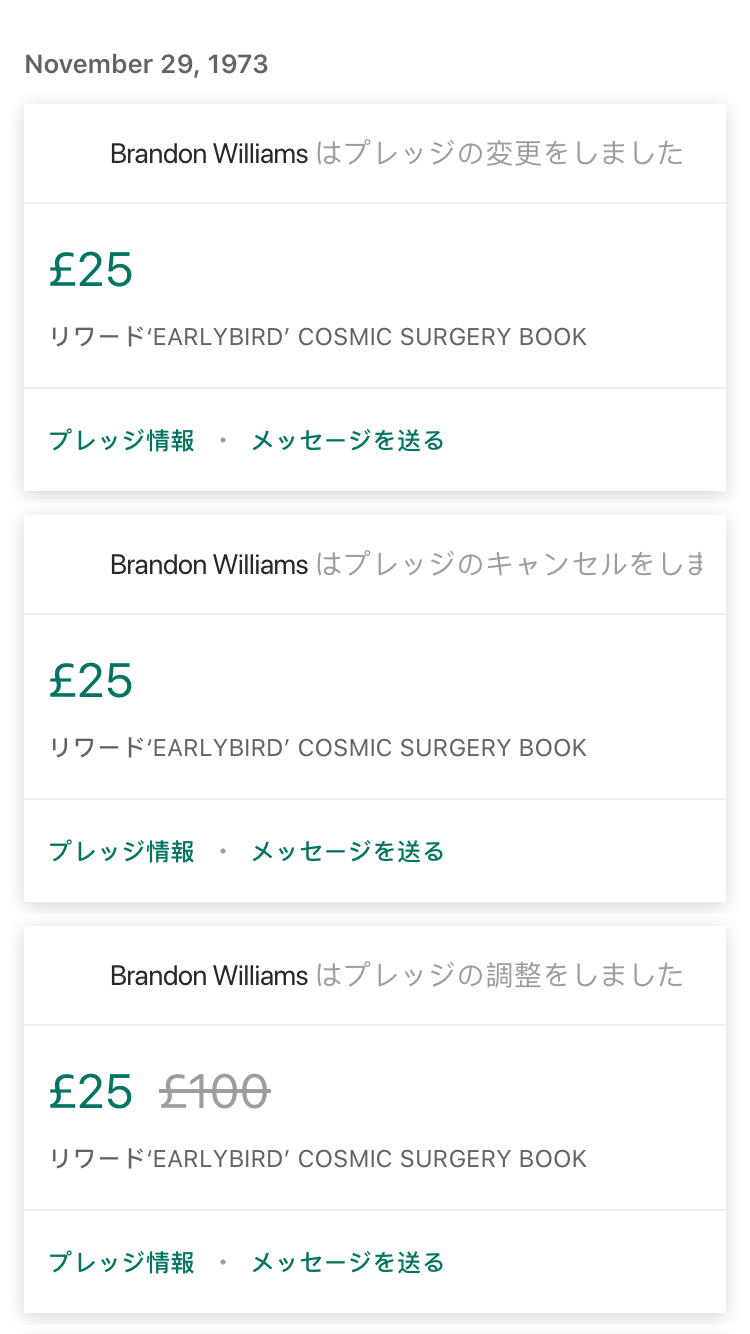 November 29, 1973
Brandon Williams はプレッジの変更をしました
£25
リワード‘EARLYBIRD’ COSMIC SURGERY BOOK
プレッジ情報 • メッセージを送る
Brandon Williams はプレッジのキャンセルをしま
£25
リワード‘EARLYBIRD’ COSMIC SURGERY BOOK
プレッジ情報 • メッセージを送る
Brandon Williams はプレッジの調整をしました
£25 £100
リワード‘EARLYBIRD’ COSMIC SURGERY BOOK
プレッジ情報 • メッセージを送る